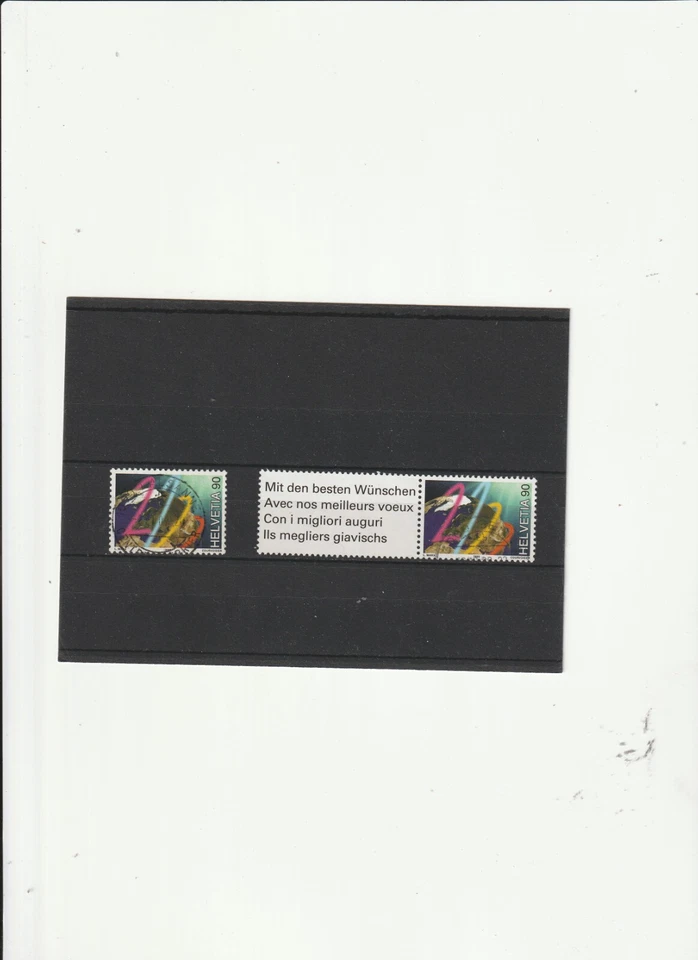 HELVETIA 90
Mit den besten Wünschen
Avec nos meilleurs voeux
Con i migliori auguri
Ils megliers giavischs
HELVETIA 90